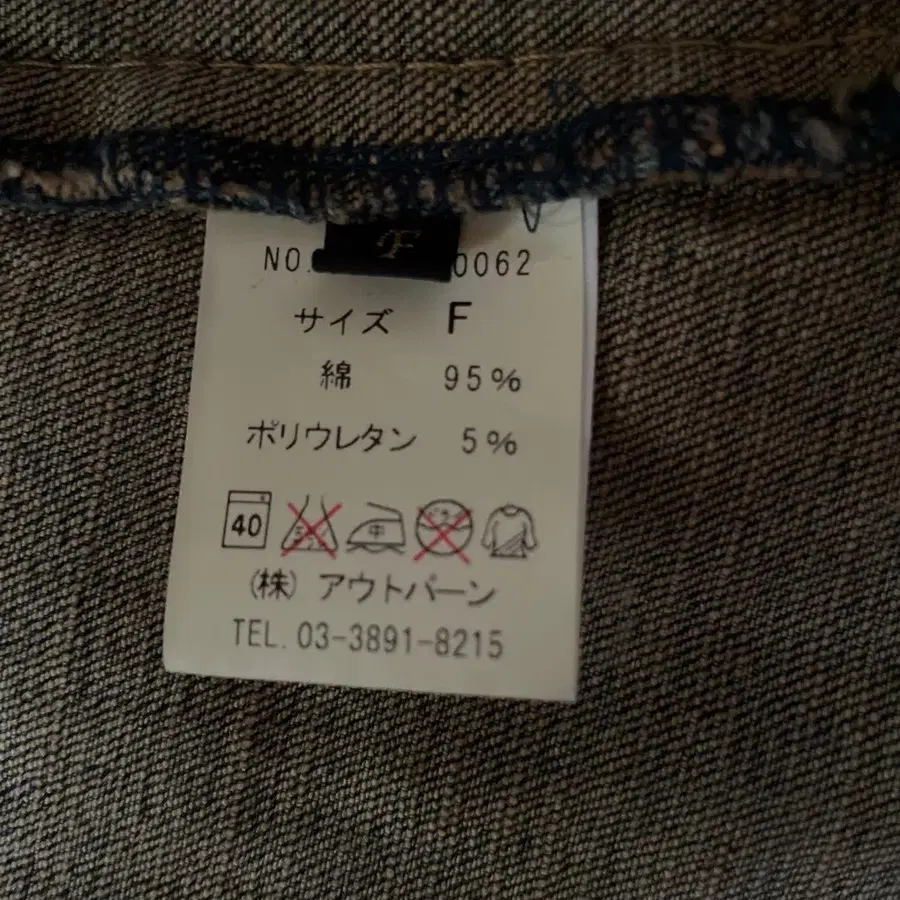 F
NO. 0062
サイズ F
綿 95%
ポリウレタン 5%
40 中
(株) アウトバーン
TEL. 03-3891-8215